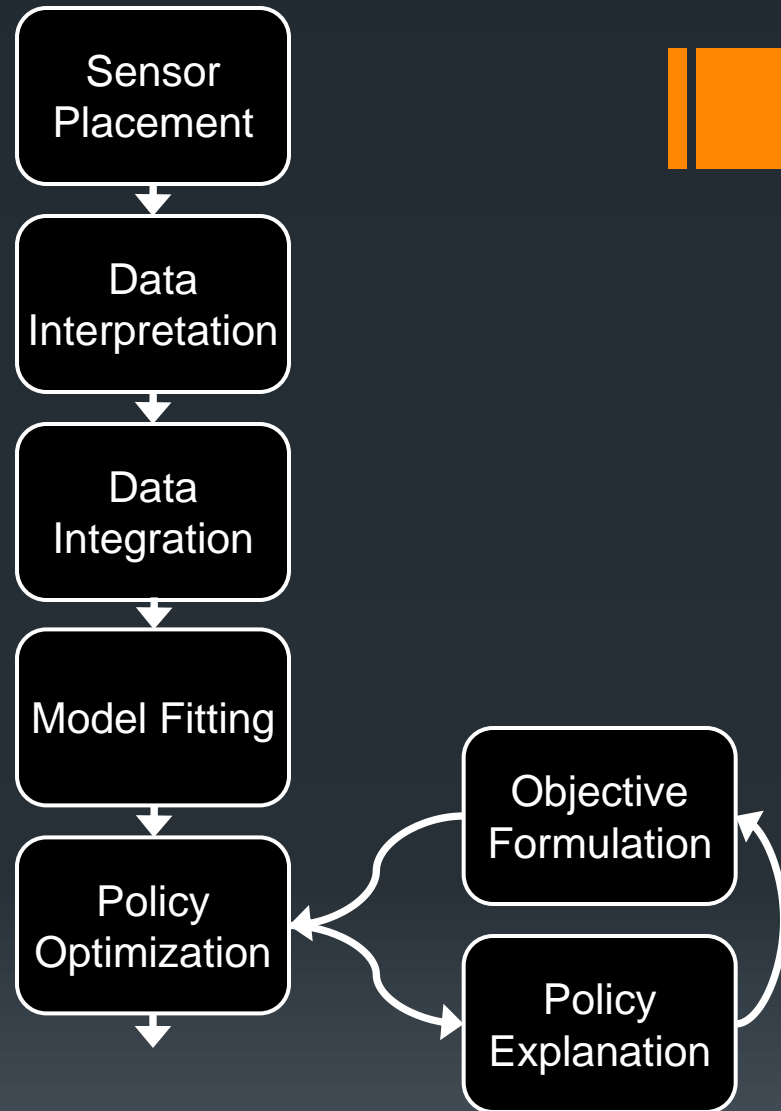 Sensor
Placement
Data
Interpretation
Data
Integration
Model Fitting
Policy
Optimization
Objective
Formulation
Policy
Explanation